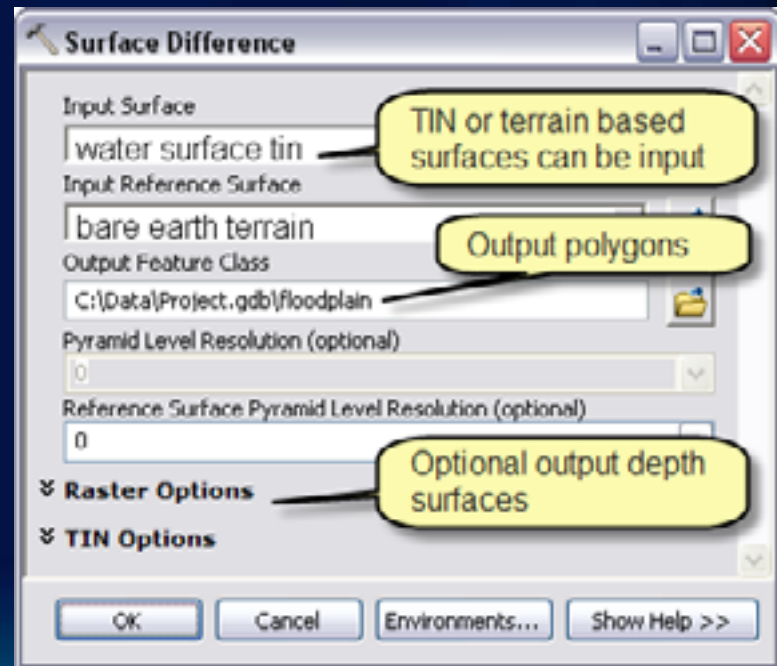 Surface Difference
Input Surface
water surface tin
TIN or terrain based
surfaces can be input
Input Reference Surface
bare earth terrain
Output polygons
Output Feature Class
C:\Data\Project.gdb\floodplain
Pyramid Level Resolution (optional)
0
Reference Surface Pyramid Level Resolution (optional)
0
Optional output depth
surfaces
Raster Options
TIN Options
OK Cancel Environments... Show Help >>